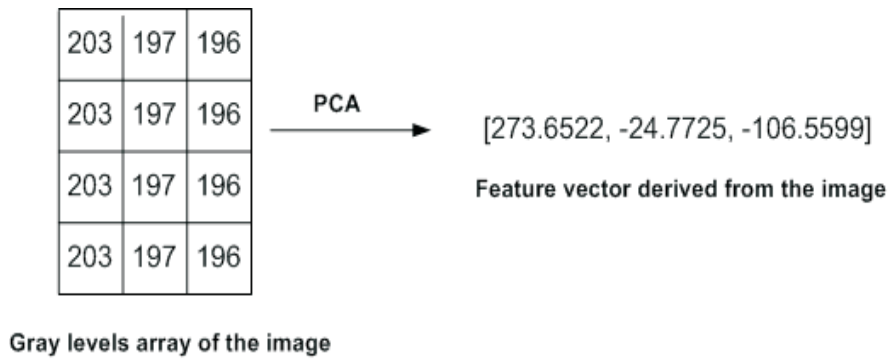 203 197 196
203 197 196
203 197 196
203 197 196
PCA
[273.6522, -24.7725, -106.5599]
Feature vector derived from the image
Gray levels array of the image